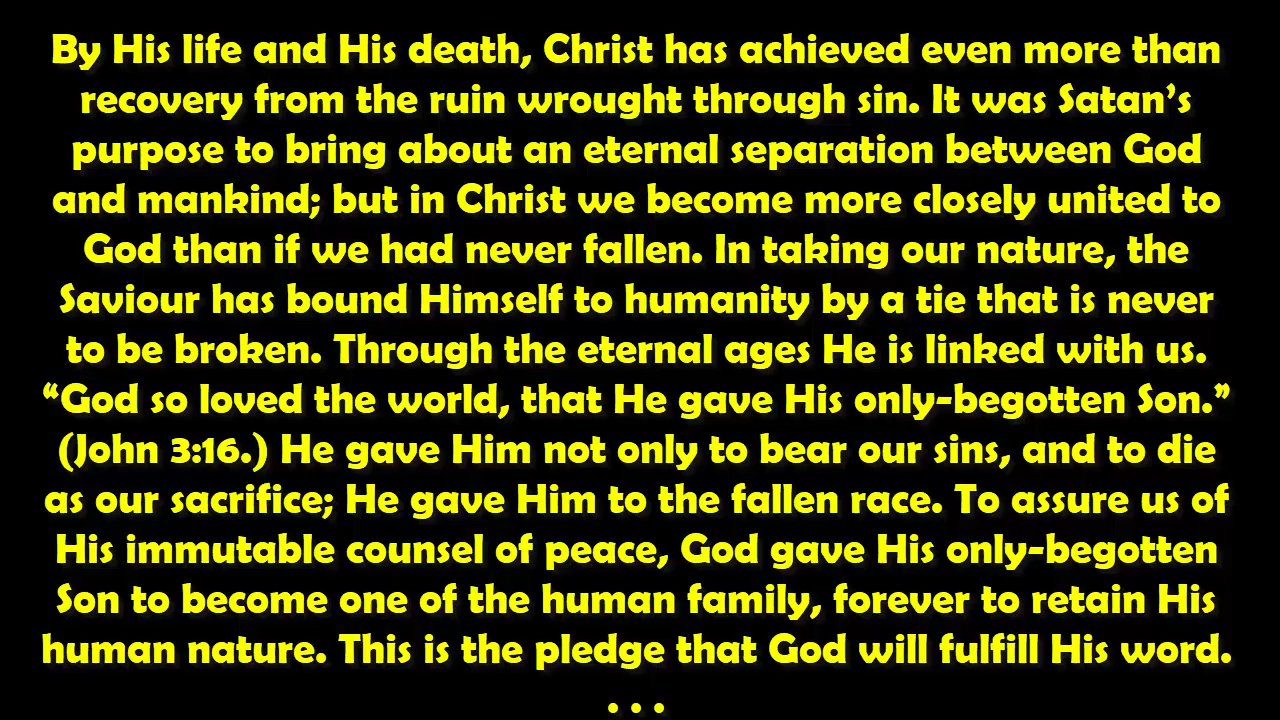 By His life and His death, Christ has achieved even more than
recovery from the ruin wrought through sin. It was Satan’s
purpose to bring about an eternal separation between God
and mankind; but in Christ we become more closely united to
God than if we had never fallen. In taking our nature, the
Saviour has bound Himself to humanity by a tie that is never
to be broken. Through the eternal ages He is linked with us.
“God so loved the world, that He gave His only-begotten Son.”
(John 3:16.) He gave Him not only to bear our sins, and to die
as our sacrifice; He gave Him to the fallen race. To assure us of
His immutable counsel of peace, God gave His only-begotten
Son to become one of the human family, forever to retain His
human nature. This is the pledge that God will fulfill His word.
. . .